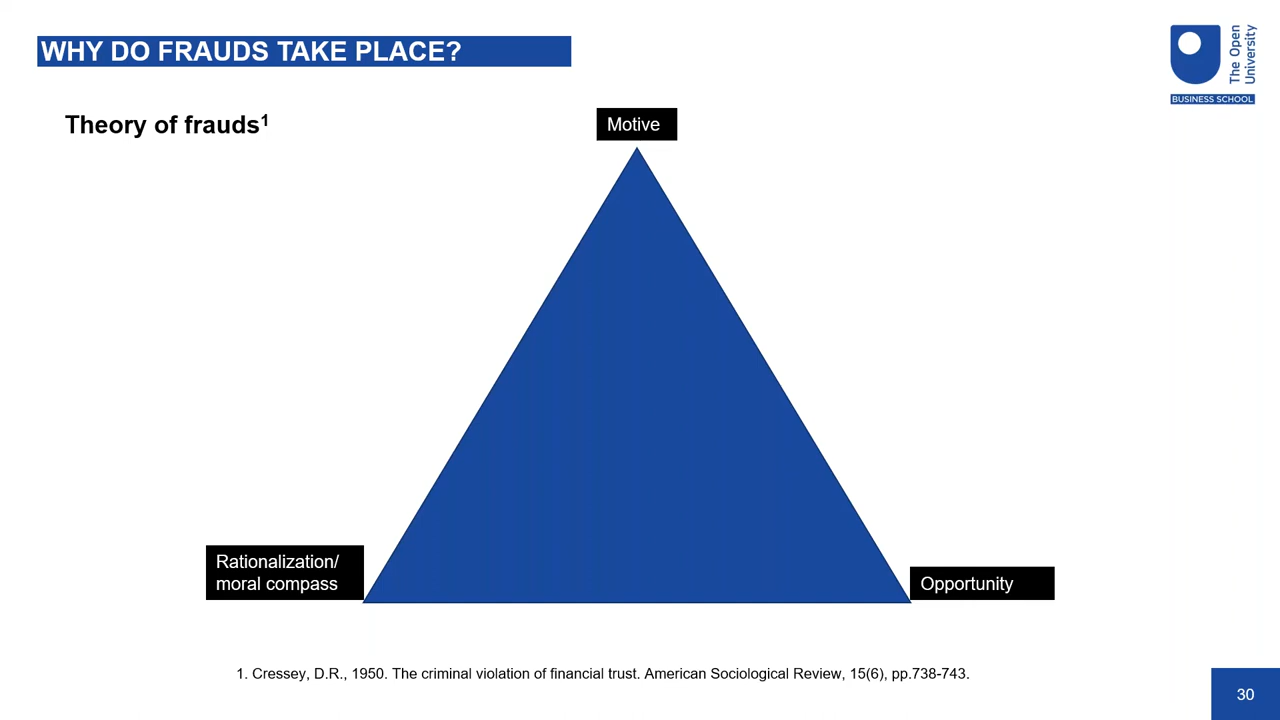 WHY DO FRAUDS TAKE PLACE?
The Open
University
BUSINESS SCHOOL
Theory of frauds¹
Motive
Rationalization/
moral compass
Opportunity
1. Cressey, D.R., 1950. The criminal violation of financial trust. American Sociological Review, 15(6), pp.738-743.
30